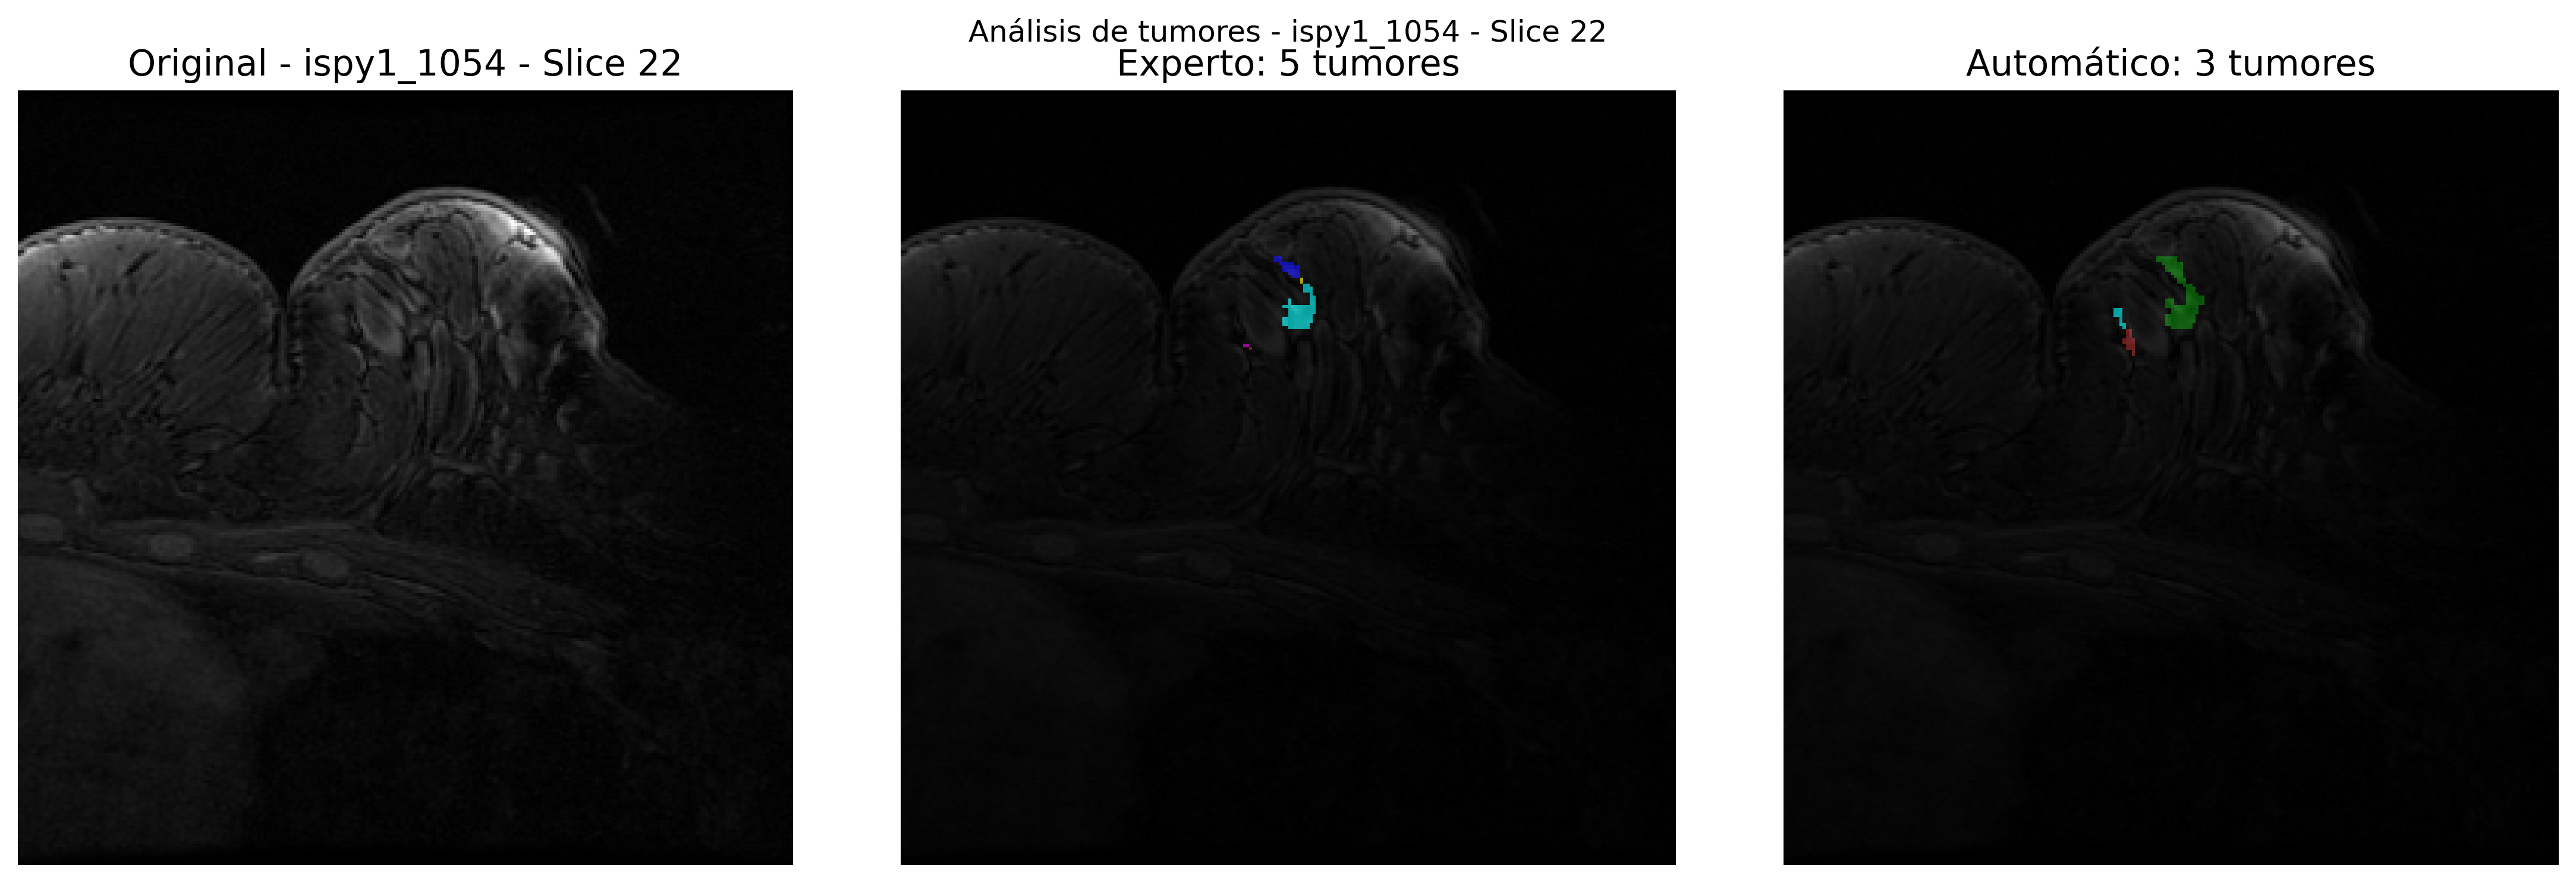 Análisis de tumores - ispy1_1054 - Slice 22
Original - ispy1_1054 - Slice 22
Experto: 5 tumores
Automático: 3 tumores